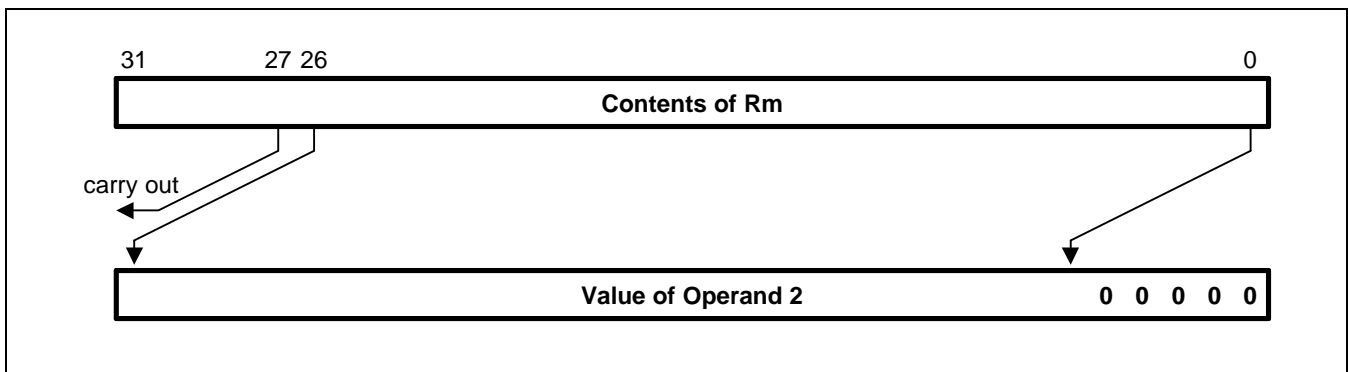 31 27 26 0
Contents of Rm
carry out
Value of Operand 2 0 0 0 0 0